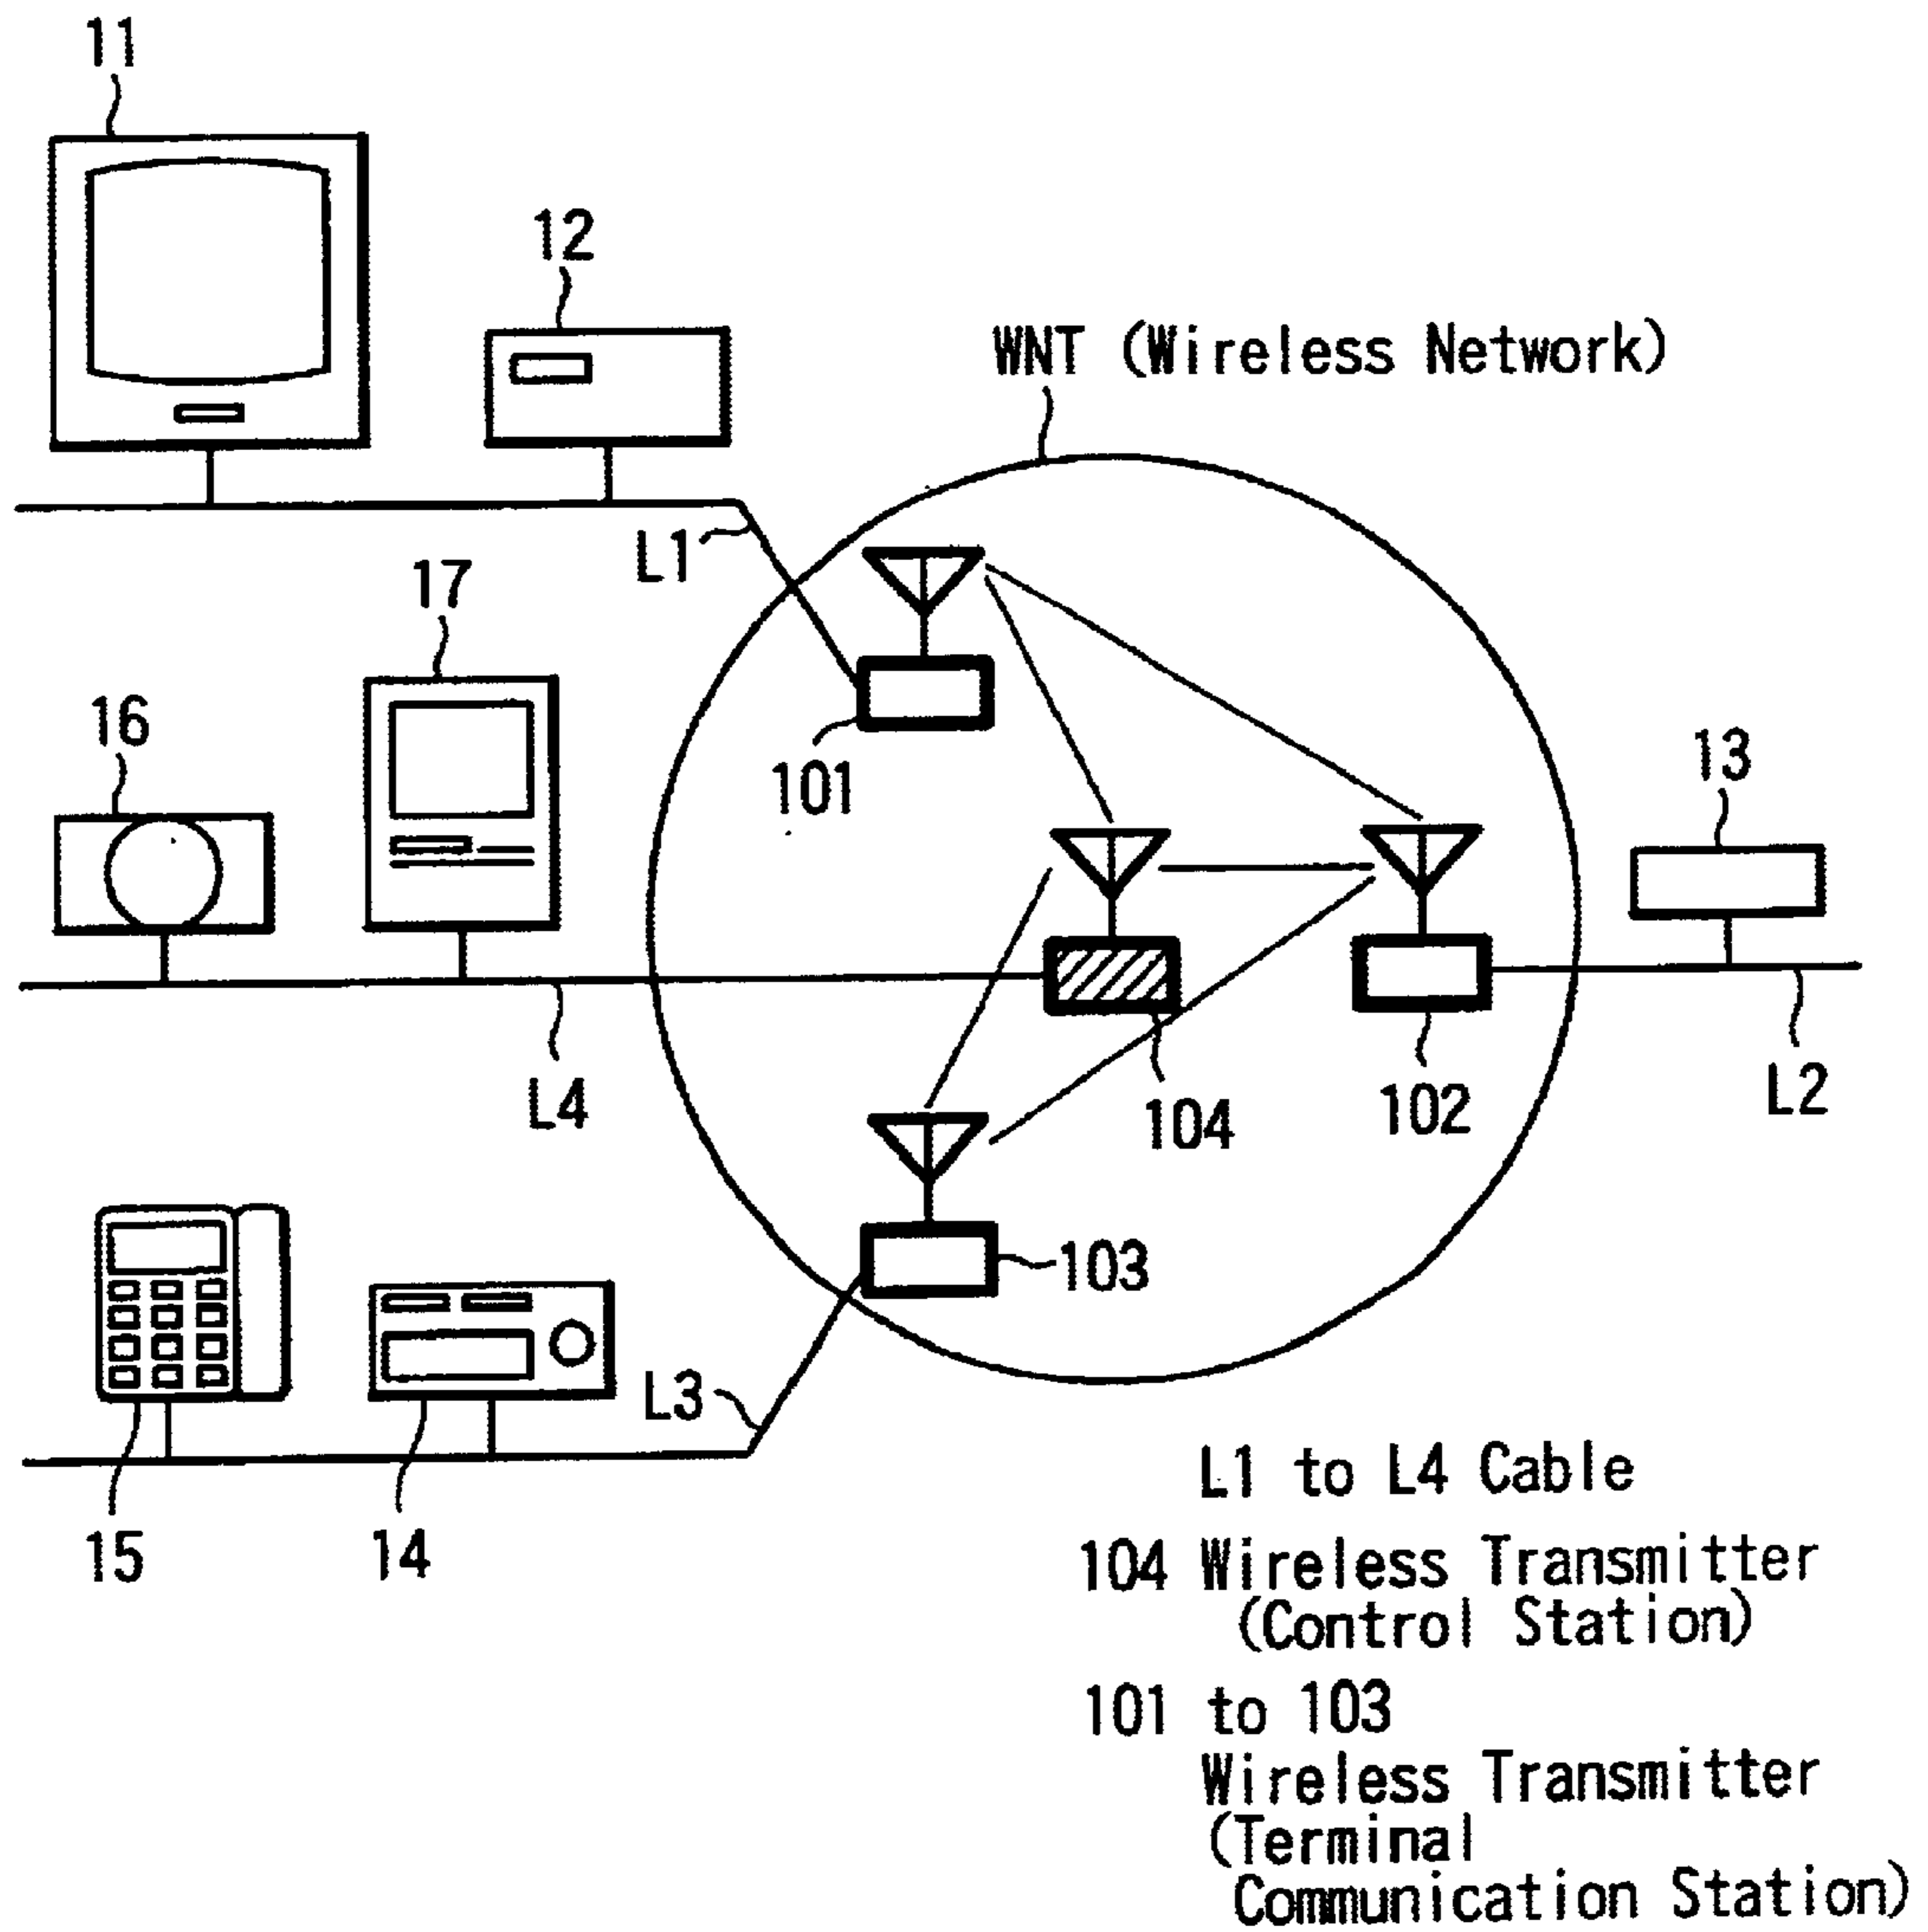 11
12
WNT (Wireless Network)
L1
17
16
101
13
L4
104
102
L2
103
L3
15
14
L1 to L4 Cable
104 Wireless Transmitter
(Control Station)
101 to 103
Wireless Transmitter
(Terminal
Communication Station)